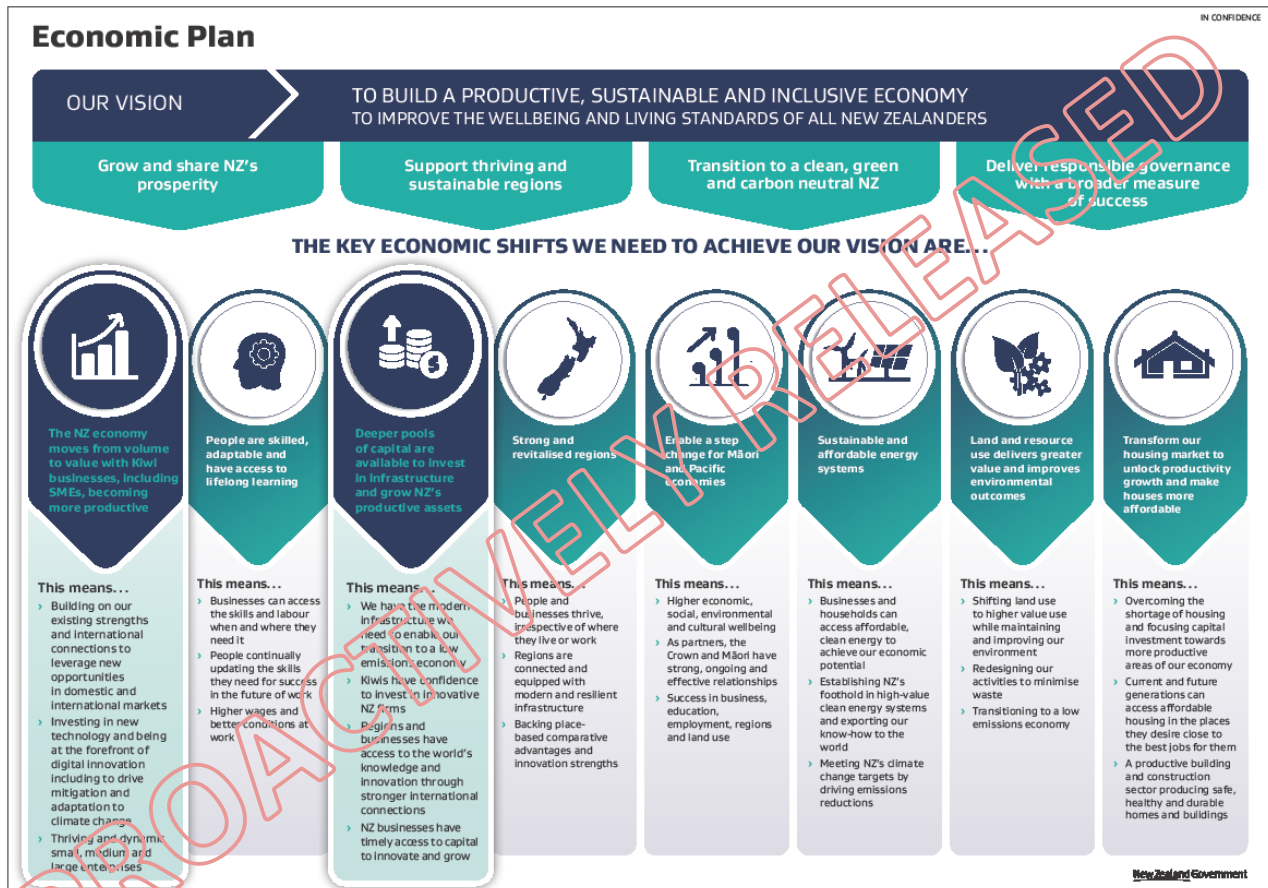 IN CONFIDENCE
Economic Plan
OUR VISION
TO BUILD A PRODUCTIVE, SUSTAINABLE AND INCLUSIVE ECONOMY
TO IMPROVE THE WELLBEING AND LIVING STANDARDS OF ALL NEW ZEALANDERS
Grow and share NZ's
prosperity
Support thriving and
sustainable regions
Transition to a clean, green
and carbon neutral NZ
Deliver responsible governance
with a broader measure
of success
THE KEY ECONOMIC SHIFTS WE NEED TO ACHIEVE OUR VISION ARE...
The NZ economy
moves from volume
to value with Kiwi
businesses, including
SMEs, becoming
more productive
This means...
› Building on our
existing strengths
and international
connections to
leverage new
opportunities
in domestic and
international markets
› Investing in new
technology and being
at the forefront of
digital innovation
including to drive
mitigation and
adaptation to
climate change
› Thriving and dynamic
small, medium and
large enterprises
People are skilled,
adaptable and
have access to
lifelong learning
This means...
› Businesses can access
the skills and labour
when and where they
need it
› People continually
updating the skills
they need for success
in the future of work
› Higher wages and
better conditions at
work
Deeper pools
of capital are
available to invest
in infrastructure
and grow NZ's
productive assets
This means...
› We have the modern
infrastructure we
need to enable our
transition to a low
emissions economy
› Kiwis have confidence
to invest in innovative
NZ firms
› Regions and
businesses have
access to the world's
knowledge and
innovation through
stronger international
connections
› NZ businesses have
timely access to capital
to innovate and grow
Strong and
revitalised regions
This means...
› People and
businesses thrive,
irrespective of where
they live or work
› Regions are
connected and
equipped with
modern and resilient
infrastructure
› Backing place-
based comparative
advantages and
innovation strengths
Enable a step
change for Māori
and Pacific
economies
This means...
› Higher economic,
social, environmental
and cultural wellbeing
› As partners, the
Crown and Māori have
strong, ongoing and
effective relationships
› Success in business,
education,
employment, regions
and land use
Sustainable and
affordable energy
systems
This means...
› Businesses and
households can
access affordable,
clean energy to
achieve our economic
potential
› Establishing NZ's
foothold in high-value
clean energy systems
and exporting our
know-how to the
world
› Meeting NZ's climate
change targets by
driving emissions
reductions
Land and resource
use delivers greater
value and improves
environmental
outcomes
This means...
› Shifting land use
to higher value use
while maintaining
and improving our
environment
› Redesigning our
activities to minimise
waste
› Transitioning to a low
emissions economy
Transform our
housing market to
unlock productivity
growth and make
houses more
affordable
This means...
› Overcoming the
shortage of housing
and focusing capital
investment towards
more productive
areas of our economy
› Current and future
generations can
access affordable
housing in the places
they desire close to
the best jobs for them
› A productive building
and construction
sector producing safe,
healthy and durable
homes and buildings
PROACTIVELY RELEASED
New Zealand Government